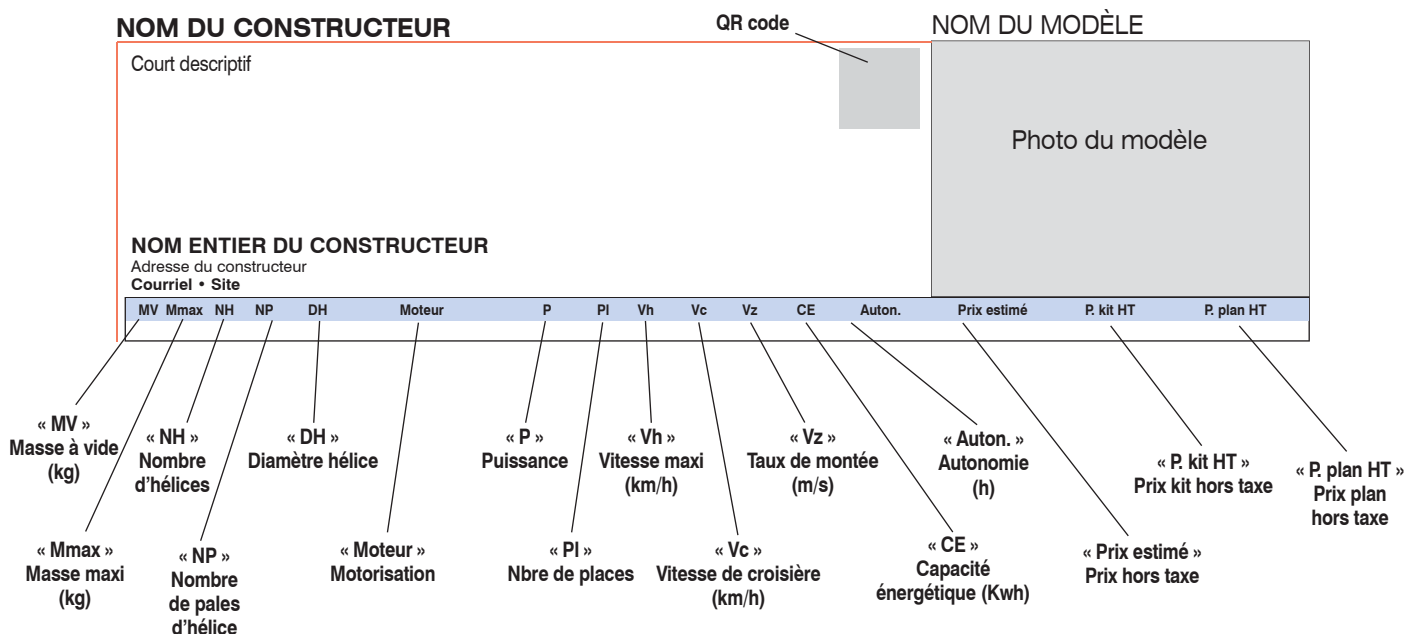 NOM DU CONSTRUCTEUR
QR code
NOM DU MODÈLE
Court descriptif
Photo du modèle
NOM ENTIER DU CONSTRUCTEUR
Adresse du constructeur
Courriel • Site
MV Mmax NH NP DH Moteur P Pl Vh Vc Vz CE Auton. Prix estimé P. kit HT P. plan HT
« MV »
Masse à vide
(kg)
« NH »
Nombre
d'hélices
« DH »
Diamètre hélice
« P »
Puissance
« Vh »
Vitesse maxi
(km/h)
« Vz »
Taux de montée
(m/s)
« Auton. »
Autonomie
(h)
« P. kit HT »
Prix kit hors taxe
« P. plan HT »
Prix plan
hors taxe
« Mmax »
Masse maxi
(kg)
« NP »
Nombre
de pales
d'hélice
« Moteur »
Motorisation
« Pl »
Nbre de places
« Vc »
Vitesse de croisière
(km/h)
« CE »
Capacité
énergétique (Kwh)
« Prix estimé »
Prix hors taxe